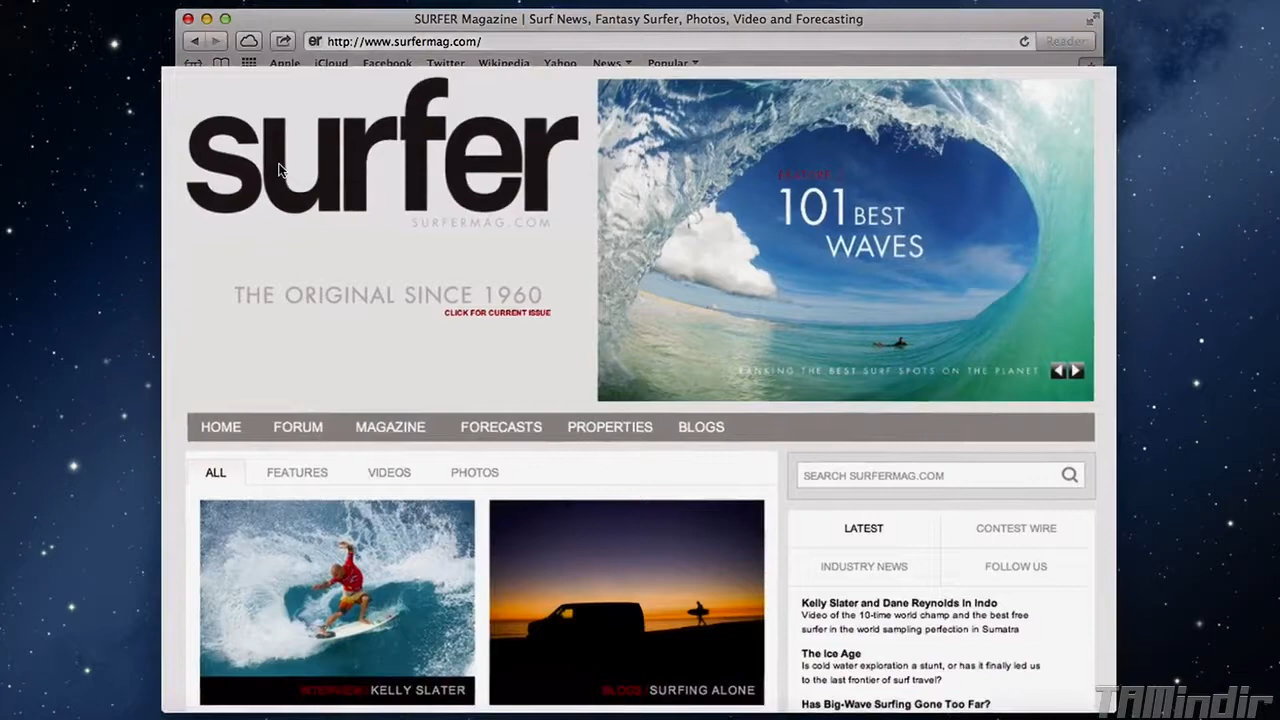 SURFER Magazine | Surf News, Fantasy Surfer, Photos, Video and Forecasting
er http://www.surfermag.com/
Reader
Apple iCloud Facebook Twitter Wikipedia Yahoo News Popular
surfer
SURFERMAG.COM
THE ORIGINAL SINCE 1960
CLICK FOR CURRENT ISSUE
101 BEST
WAVES
RANKING THE BEST SURF SPOTS ON THE PLANET
HOME FORUM MAGAZINE FORECASTS PROPERTIES BLOGS
ALL FEATURES VIDEOS PHOTOS
SEARCH SURFERMAG.COM
LATEST CONTEST WIRE
INDUSTRY NEWS FOLLOW US
INTERVIEW: KELLY SLATER
BLOGS: SURFING ALONE
Kelly Slater and Dane Reynolds In Indo
Video of the 10-time world champ and the best free
surfer in the world sampling perfection in Sumatra
The Ice Age
Is cold water exploration a stunt, or has it finally led us
to the last frontier of surf travel?
Has Big-Wave Surfing Gone Too Far?
TAMindir